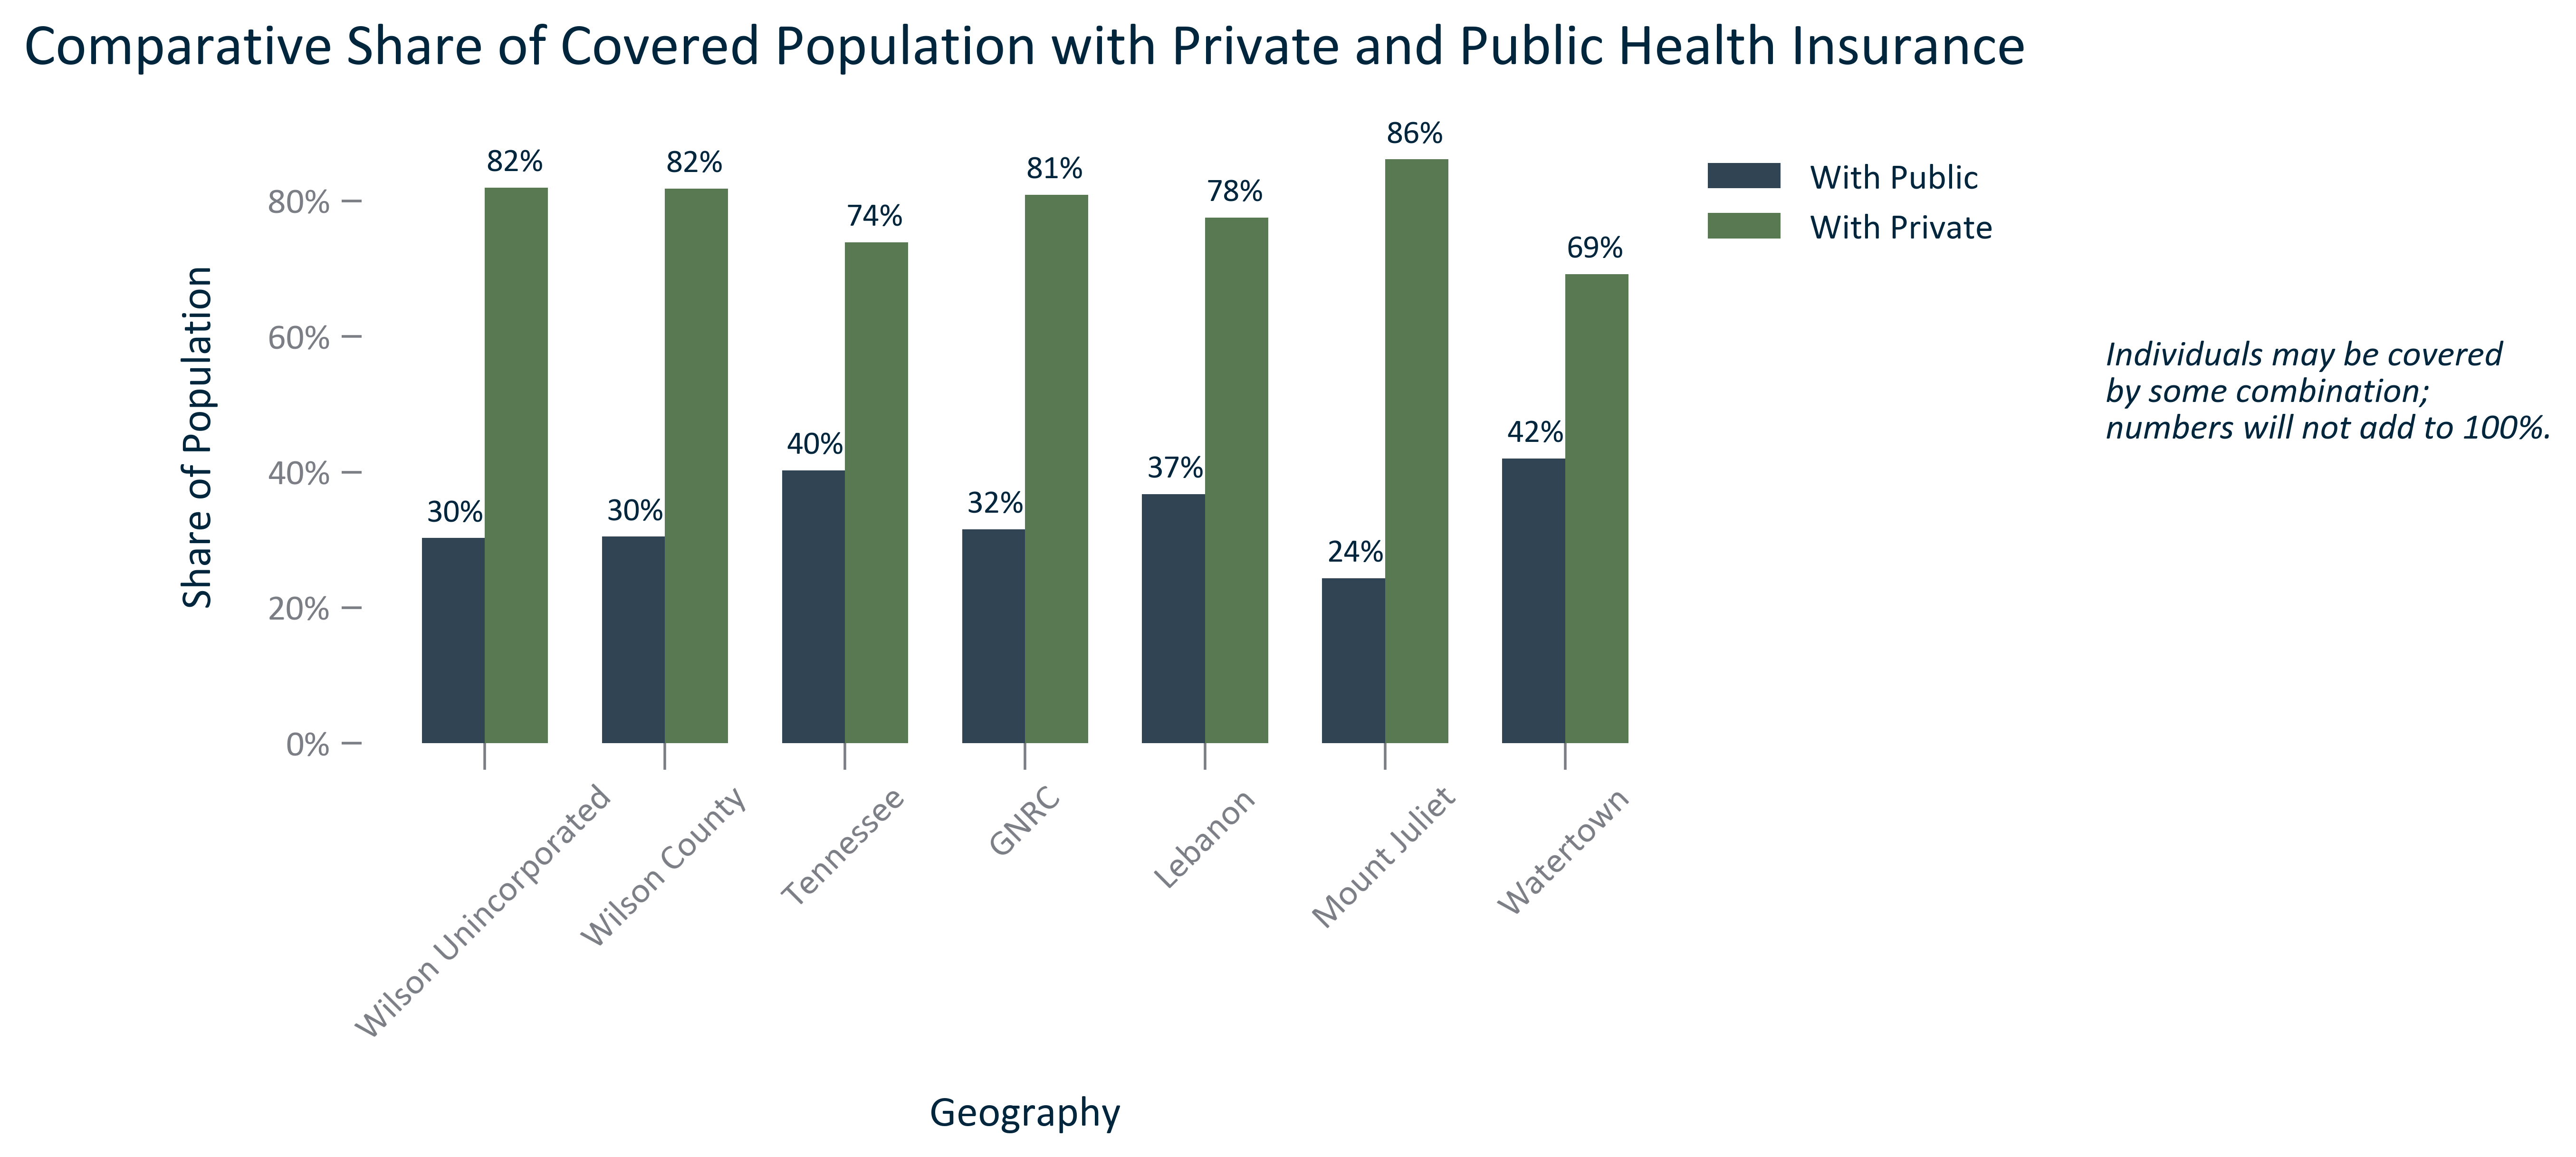 Comparative Share of Covered Population with Private and Public Health Insurance
86%
82%
82%
81%
With Public
78%
80%
74%
With Private
69%
Share of Population
60%
Individuals may be covered
by some combination;
numbers will not add to 100%.
42%
40%
40%
37%
32%
30%
30%
24%
20%
0%
Wilson Unincorporated
Wilson County
Tennessee
GNRC
Lebanon
Mount Juliet
Watertown
Geography